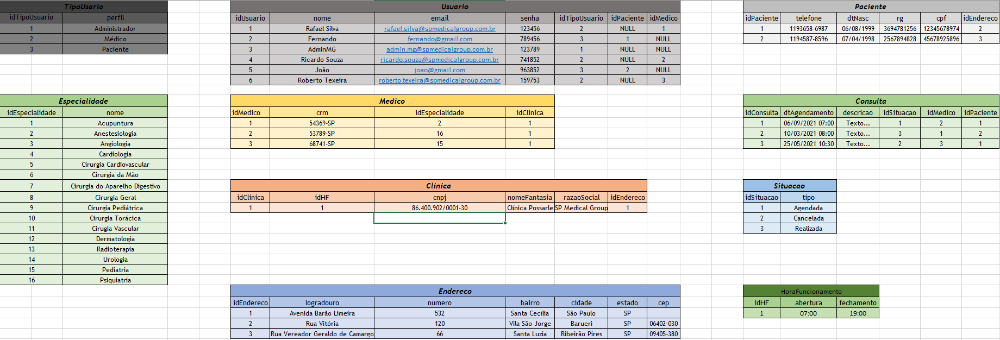 TipoUsario
idTipoUsuario perfil
1 Administrador
2 Médico
3 Paciente
Usuario
idUsuario nome email senha idTipoUsuario idPaciente idMedico
1 Rafael Silva rafael.silva@spmedicalgroup.com.br 123456 2 NULL 1
2 Fernando fernando@gmail.com 789456 3 1 NULL
3 AdminMG admin.mg@spmedicalgroup.com.br 123789 1 NULL NULL
4 Ricardo Souza ricardo.souza@spmedicalgroup.com.br 741852 2 NULL 2
5 João joao@gmail.com 963852 3 2 NULL
6 Roberto Texeira roberto.texeira@spmedicalgroup.com.br 159753 2 NULL 3
Paciente
idPaciente telefone dtNasc rg cpf idEndereco
1 1193658-6987 06/08/1999 3694781256 12345678974 2
2 1194587-8596 07/04/1998 2567894828 45678925896 3
Especialidade
idEspecialidade nome
1 Acupuntura
2 Anestesiologia
3 Angiologia
4 Cardiologia
5 Cirurgia Cardiovascular
6 Cirurgia da Mão
7 Cirurgia do Aparelho Digestivo
8 Cirurgia Geral
9 Cirurgia Pediátrica
10 Cirurgia Torácica
11 Cirugia Vascular
12 Dermatologia
13 Radioterapia
14 Urologia
15 Pediatria
16 Psiquiatria
Medico
idMedico crm idEspecialidade idClinica
1 54369-SP 2 1
2 53789-SP 16 1
3 68741-SP 15 1
Consulta
idConsulta dtAgendamento descricao idSituacao idMedico idPaciente
1 06/09/2021 07:00 Texto... 1 2 1
2 10/03/2021 08:00 Texto... 3 1 2
3 25/05/2021 10:30 Texto... 2 3 1
Clinica
idClinica idHF cnpj nomeFantasia razaoSocial idEndereco
1 1 86.400.902/0001-30 Clínica Possarle SP Medical Group 1
Situacao
idSituacao tipo
1 Agendada
2 Cancelada
3 Realizada
Endereco
idEndereco logradouro numero bairro cidade estado cep
1 Avenida Barão Limeira 532 Santa Cecília São Paulo SP
2 Rua Vitória 120 Vila São Jorge Barueri SP 06402-030
3 Rua Vereador Geraldo de Camargo 66 Santa Luzia Ribeirão Pires SP 09405-380
HoraFuncionamento
idHF abertura fechamento
1 07:00 19:00